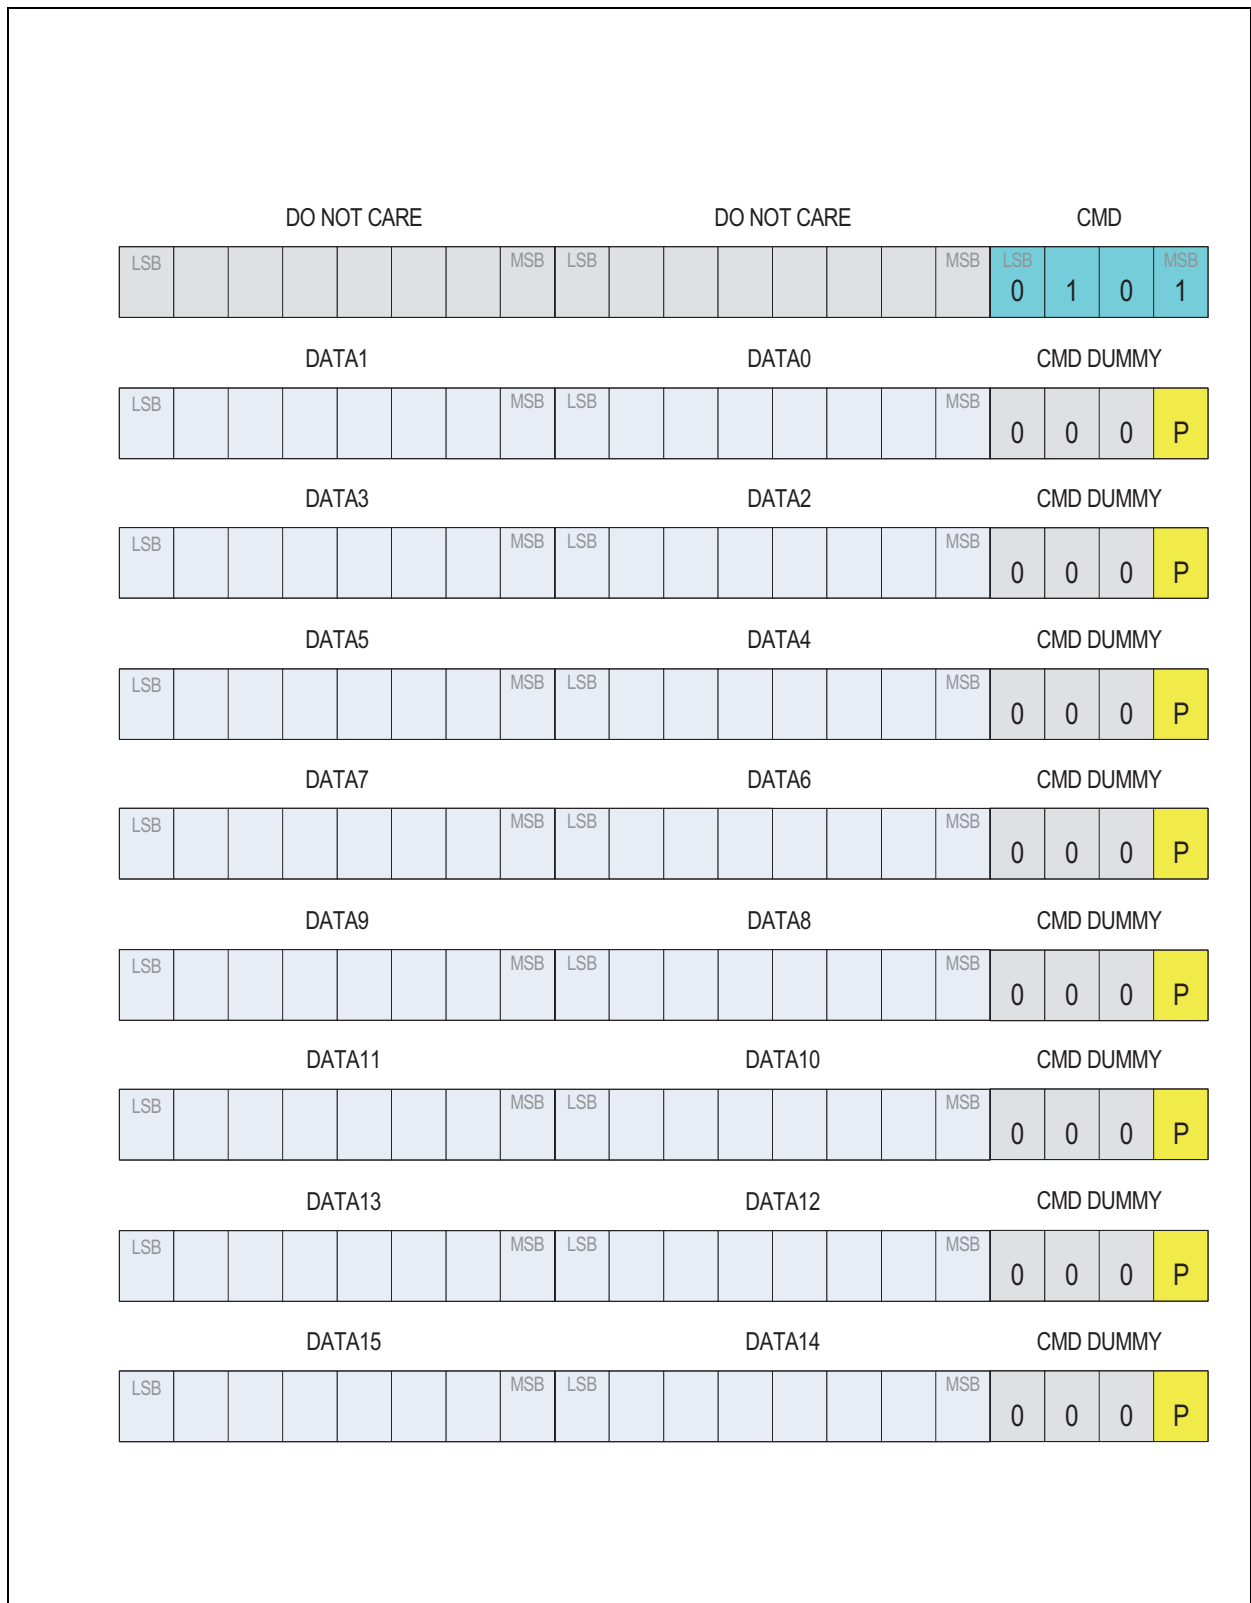 DO NOT CARE DO NOT CARE CMD
LSB MSB LSB MSB LSB MSB
0 1 0 1
DATA1 DATA0 CMD DUMMY
LSB MSB LSB MSB
0 0 0 P
DATA3 DATA2 CMD DUMMY
LSB MSB LSB MSB
0 0 0 P
DATA5 DATA4 CMD DUMMY
LSB MSB LSB MSB
0 0 0 P
DATA7 DATA6 CMD DUMMY
LSB MSB LSB MSB
0 0 0 P
DATA9 DATA8 CMD DUMMY
LSB MSB LSB MSB
0 0 0 P
DATA11 DATA10 CMD DUMMY
LSB MSB LSB MSB
0 0 0 P
DATA13 DATA12 CMD DUMMY
LSB MSB LSB MSB
0 0 0 P
DATA15 DATA14 CMD DUMMY
LSB MSB LSB MSB
0 0 0 P